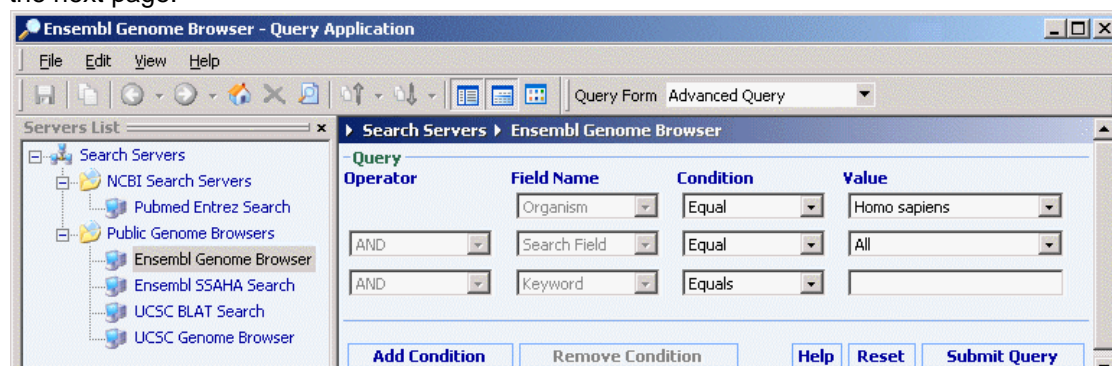 the next page.
Ensembl Genome Browser - Query Application
File Edit View Help
Query Form Advanced Query
Servers List x
Search Servers Ensembl Genome Browser
Search Servers
NCBI Search Servers
Pubmed Entrez Search
Public Genome Browsers
Ensembl Genome Browser
Ensembl SSAHA Search
UCSC BLAT Search
UCSC Genome Browser
Query
Operator Field Name Condition Value
Organism Equal Homo sapiens
AND Search Field Equal All
AND Keyword Equals
Add Condition Remove Condition Help Reset Submit Query